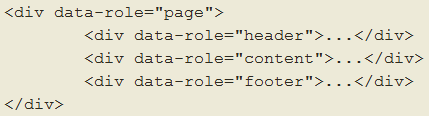 <div data-role="page">
        <div data-role="header">...</div>
        <div data-role="content">...</div>
        <div data-role="footer">...</div>
</div>